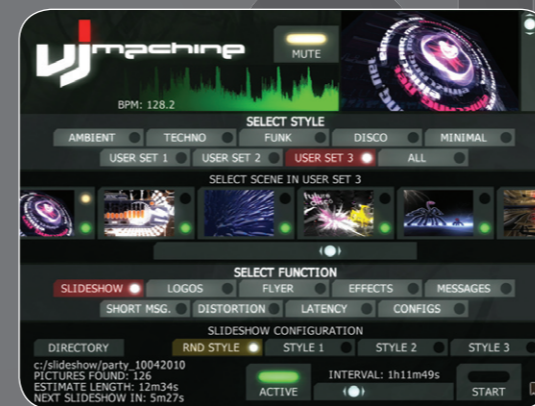 vj machine
MUTE
BPM: 128.2
SELECT STYLE
AMBIENT TECHNO FUNK DISCO MINIMAL
USER SET 1 USER SET 2 USER SET 3 ALL
SELECT SCENE IN USER SET 3
SELECT FUNCTION
SLIDESHOW LOGOS FLYER EFFECTS MESSAGES
SHORT MSG. DISTORTION LATENCY CONFIGS
SLIDESHOW CONFIGURATION
DIRECTORY RND STYLE STYLE 1 STYLE 2 STYLE 3
c:/slideshow/party_10042010
PICTURES FOUND: 126
ESTIMATE LENGTH: 12m34s
NEXT SLIDESHOW IN: 5m27s
ACTIVE
INTERVAL: 1h11m49s
START